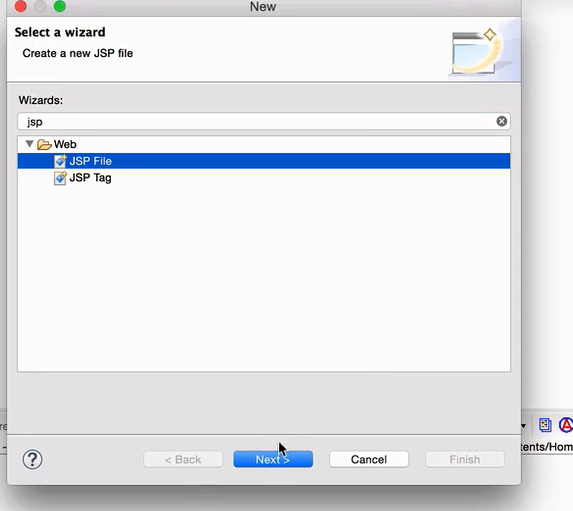 New
Select a wizard
Create a new JSP file
Wizards:
jsp
Web
JSP File
JSP Tag
tents/Hom
? < Back Next > Cancel Finish